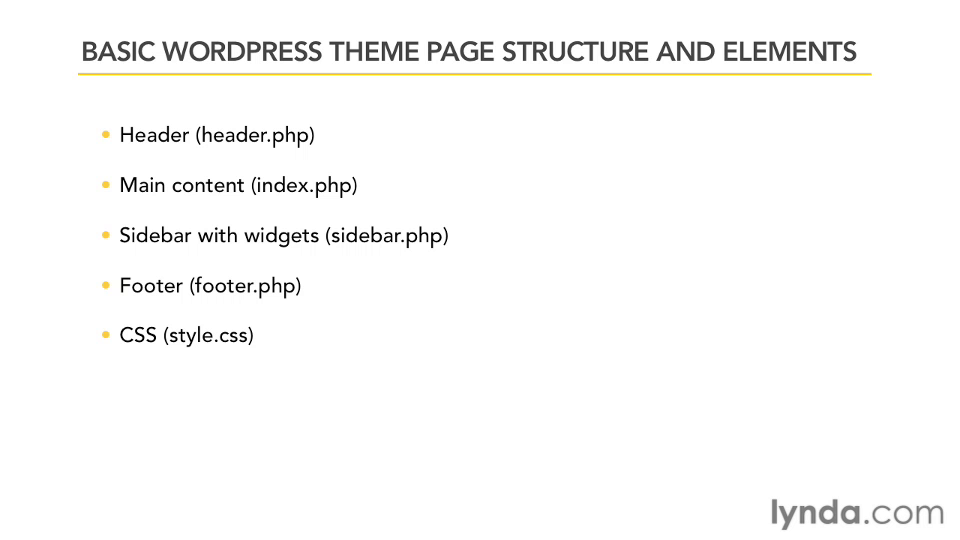 BASIC WORDPRESS THEME PAGE STRUCTURE AND ELEMENTS
• Header (header.php)
• Main content (index.php)
• Sidebar with widgets (sidebar.php)
• Footer (footer.php)
• CSS (style.css)
lynda.com